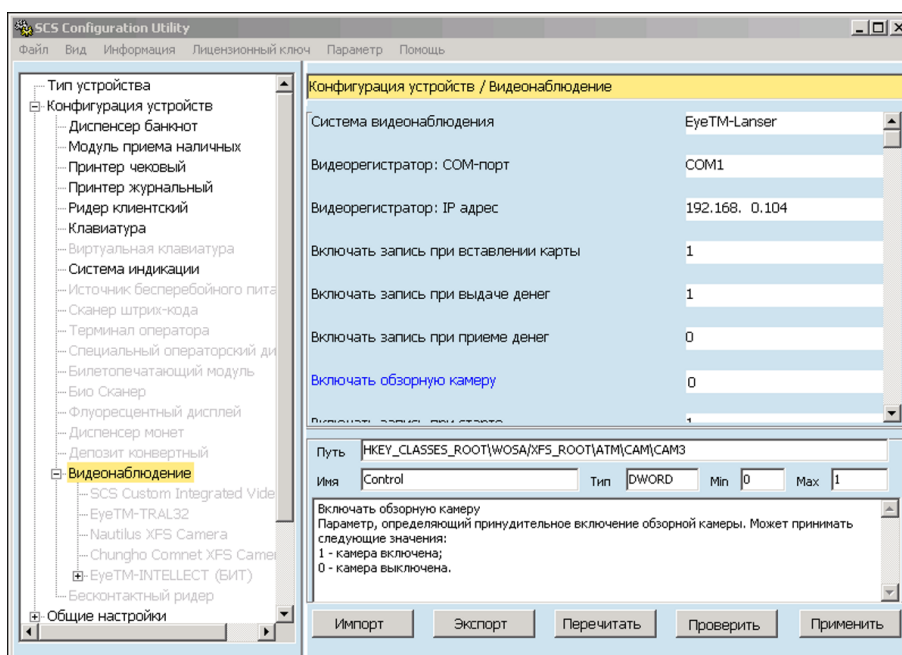 SCS Configuration Utility
Файл Вид Информация Лицензионный ключ Параметр Помощь
Тип устройства
Конфигурация устройств
Диспенсер банкнот
Модуль приема наличных
Принтер чековый
Принтер журнальный
Ридер клиентский
Клавиатура
Виртуальная клавиатура
Система индикации
Источник бесперебойного пита
Сканер штрих-кода
Терминал оператора
Специальный операторский ди
Билетопечатающий модуль
Био Сканер
Флуоресцентный дисплей
Диспенсер монет
Депозит конвертный
Видеонаблюдение
SCS Custom Integrated Vide
EyeTM-TRAL32
Nautilus XFS Camera
Chungho Comnet XFS Came
EyeTM-INTELLECT (БИТ)
Бесконтактный ридер
Общие настройки
Конфигурация устройств / Видеонаблюдение
Система видеонаблюдения EyeTM-Lanser
Видеорегистратор: COM-порт COM1
Видеорегистратор: IP адрес 192.168. 0.104
Включать запись при вставлении карты 1
Включать запись при выдаче денег 1
Включать запись при приеме денег 0
Включать обзорную камеру 0
Включать запись при старте 1
Путь HKEY_CLASSES_ROOT\WOSA/XFS_ROOT\ATM\CAM\CAM3
Имя Control Тип DWORD Min 0 Max 1
Включать обзорную камеру
Параметр, определяющий принудительное включение обзорной камеры. Может принимать
следующие значения:
1 - камера включена;
0 - камера выключена.
Импорт Экспорт Перечитать Проверить Применить